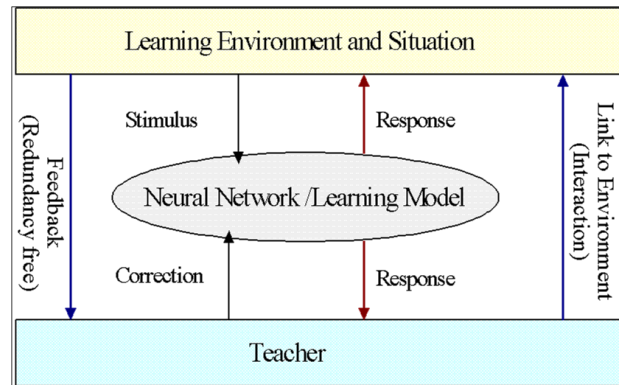 Learning Environment and Situation
Stimulus
Response
Feedback
(Redundancy free)
Link to Environment
(Interaction)
Neural Network /Learning Model
Correction
Response
Teacher